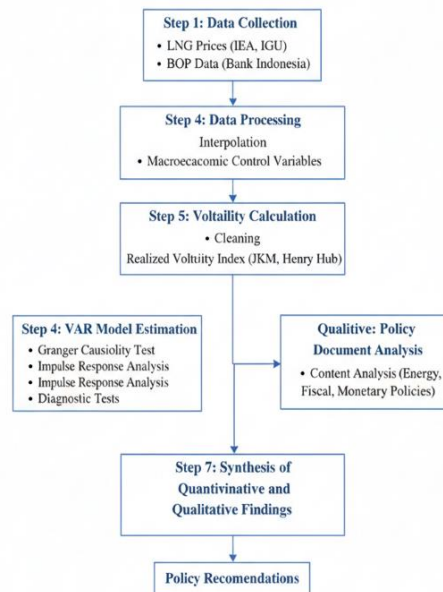 Step 1: Data Collection
• LNG Prices (IEA, IGU)
• BOP Data (Bank Indonesia)
Step 4: Data Processing
Interpolation
• Macroecacomic Control Variables
Step 5: Voltaility Calculation
• Cleaning
Realized Voltiity Index (JKM, Henry Hub)
Step 4: VAR Model Estimation
• Granger Causiolity Test
• Impulse Response Analysis
• Impulse Response Analysis
• Diagnostic Tests
Qualitive: Policy
Document Analysis
• Content Analysis (Energy,
Fiscal, Monetary Policies)
Step 7: Synthesis of
Quantivinative and
Qualitative Findings
Policy Recomendations